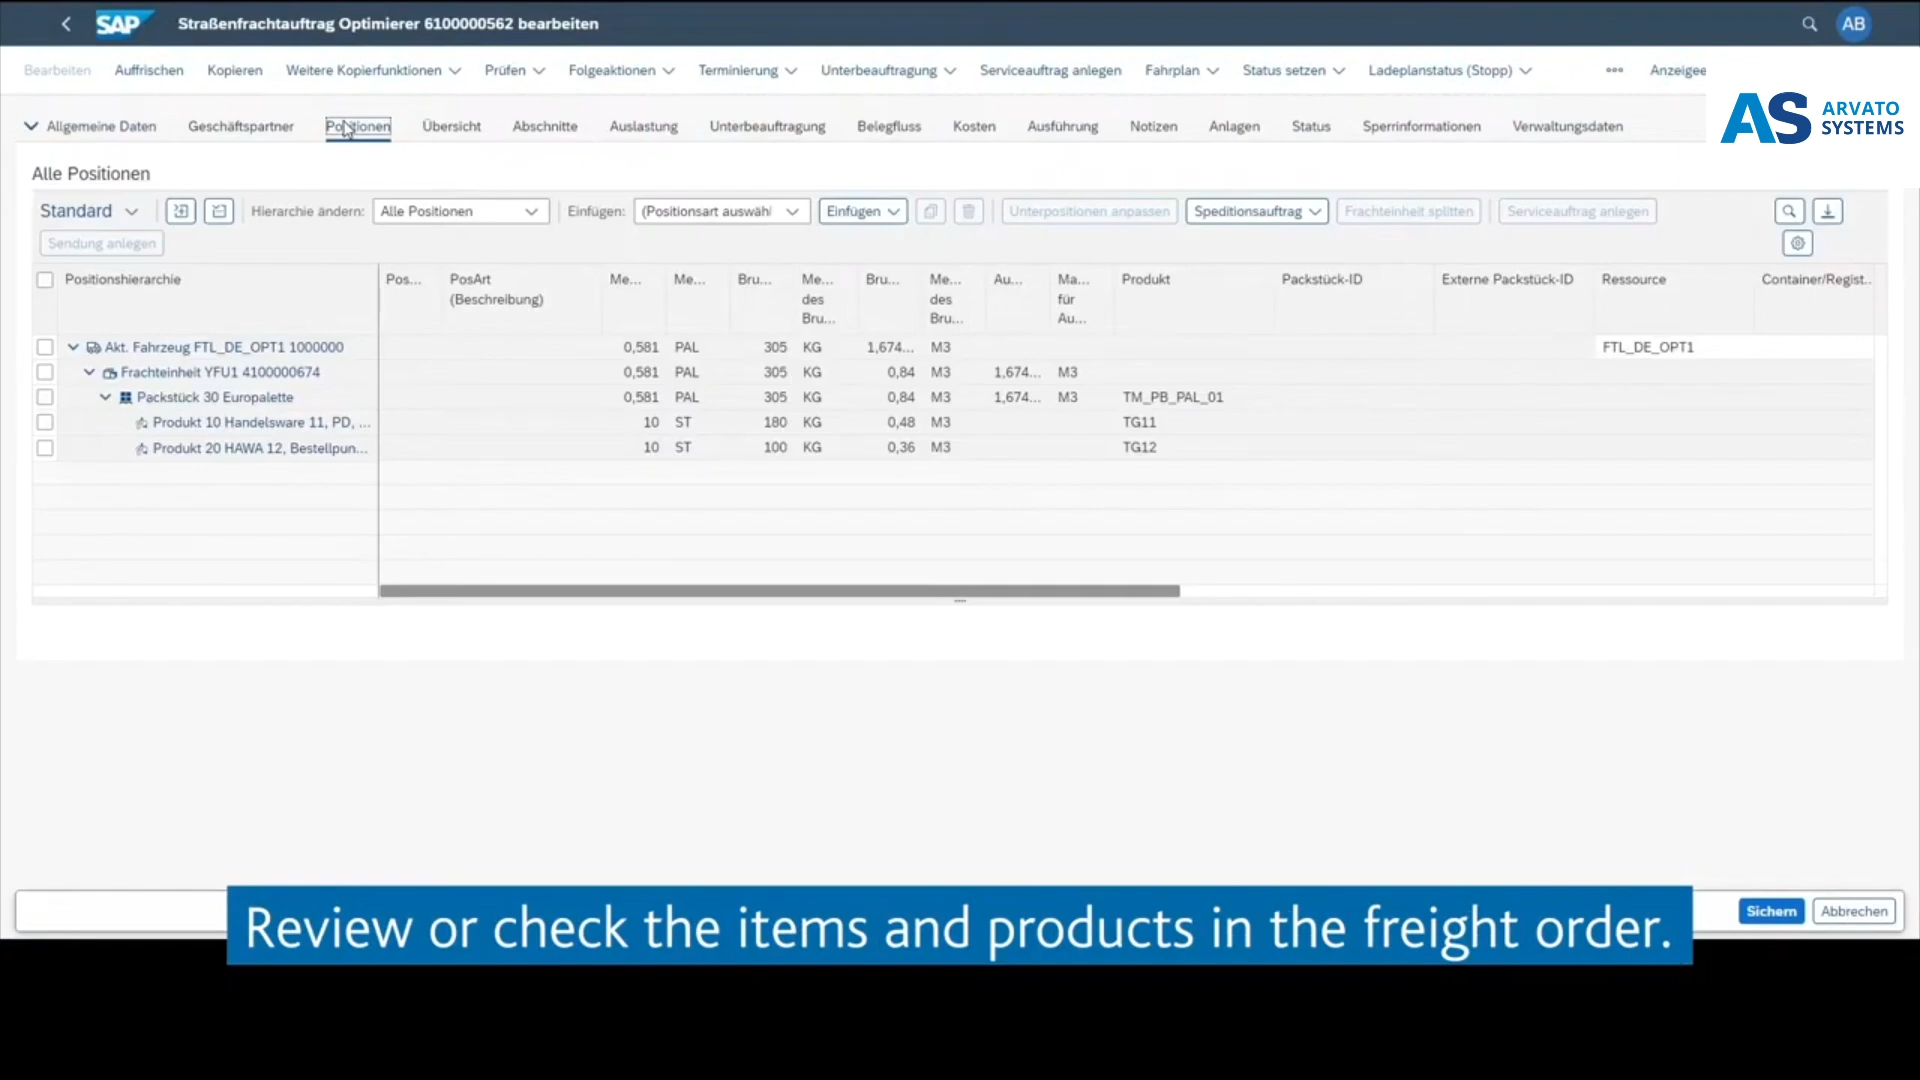 SAP Straßenfrachtauftrag Optimierer 6100000562 bearbeiten AB
Bearbeiten Auffrischen Kopieren Weitere Kopierfunktionen Prüfen Folgeaktionen Terminierung Unterbeauftragung Serviceauftrag anlegen Fahrplan Status setzen Ladeplanstatus (Stopp) ••• Anzeigee
AS ARVATO SYSTEMS
Allgemeine Daten Geschäftspartner Positionen Übersicht Abschnitte Auslastung Unterbeauftragung Belegfluss Kosten Ausführung Notizen Anlagen Status Sperrinformationen Verwaltungsdaten
Alle Positionen
Standard Hierarchie ändern: Alle Positionen Einfügen: (Positionsart auswähl Einfügen Unterpositionen anpassen Speditionsauftrag Frachteinheit splitten Serviceauftrag anlegen
Sendung anlegen
Positionshierarchie Pos... PosArt Me... Me... Bru... Me... Bru... Me... Au... Ma... Produkt Packstück-ID Externe Packstück-ID Ressource Container/Regist..
(Beschreibung) des des für
Bru... Bru... Au...
Akt. Fahrzeug FTL_DE_OPT1 1000000 0,581 PAL 305 KG 1,674... M3 FTL_DE_OPT1
Frachteinheit YFU1 4100000674 0,581 PAL 305 KG 0,84 M3 1,674... M3
Packstück 30 Europalette 0,581 PAL 305 KG 0,84 M3 1,674... M3 TM_PB_PAL_01
Produkt 10 Handelsware 11, PD, ... 10 ST 180 KG 0,48 M3 TG11
Produkt 20 HAWA 12, Bestellpun... 10 ST 100 KG 0,36 M3 TG12
Sichern Abbrechen
Review or check the items and products in the freight order.